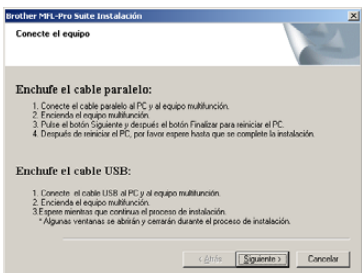 Brother MFL-Pro Suite Instalación
Conecte el equipo
Enchufe el cable paralelo:
1. Conecte el cable paralelo al PC y al equipo multifunción.
2. Encienda el equipo multifunción.
3. Pulse el botón Siguiente y después el botón Finalizar para reiniciar el PC.
4. Después de reiniciar el PC, por favor espere hasta que se complete la instalación.
Enchufe el cable USB:
1. Conecte el cable USB al PC y al equipo multifunción.
2. Encienda el equipo multifunción.
3.Espere mientras que continua el proceso de instalación.
* Algunas ventanas se abrirán y cerrarán durante el proceso de instalación.
< Atrás Siguiente > Cancelar